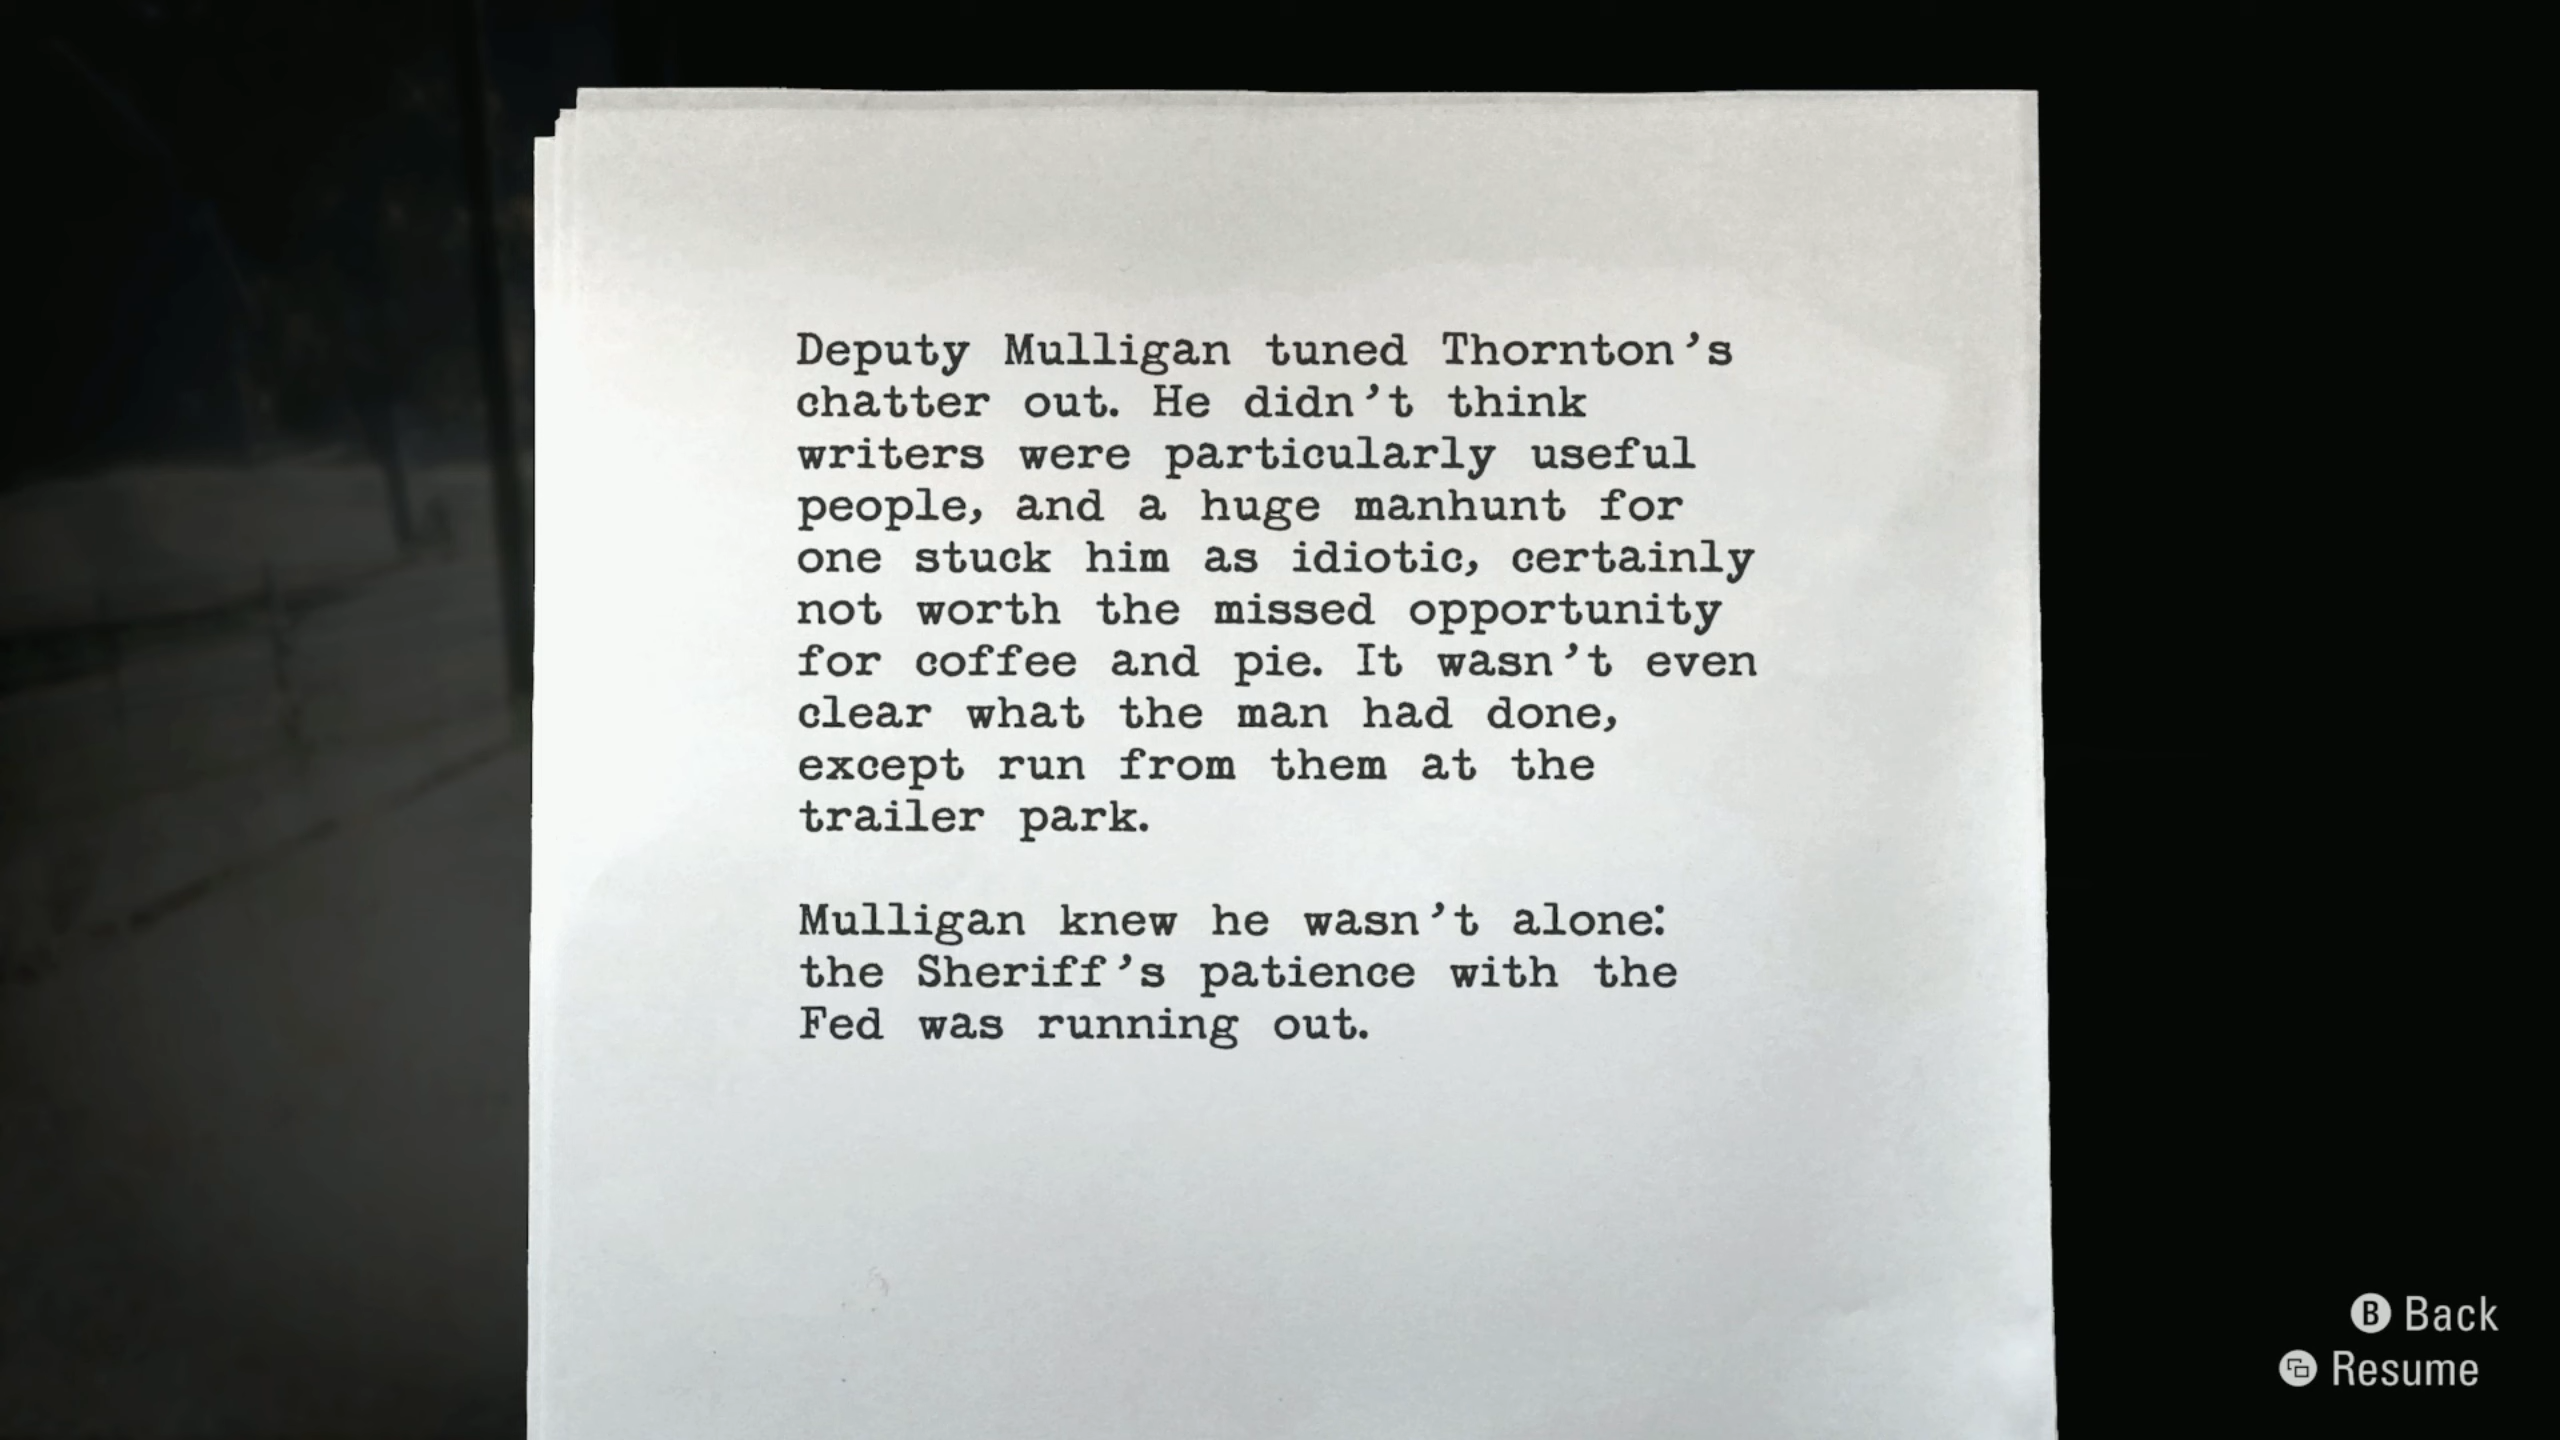 Deputy Mulligan tuned Thornton’s
chatter out. He didn’t think
writers were particularly useful
people, and a huge manhunt for
one stuck him as idiotic, certainly
not worth the missed opportunity
for coffee and pie. It wasn’t even
clear what the man had done,
except run from them at the
trailer park.
Mulligan knew he wasn’t alone:
the Sheriff’s patience with the
Fed was running out.
B Back
Resume